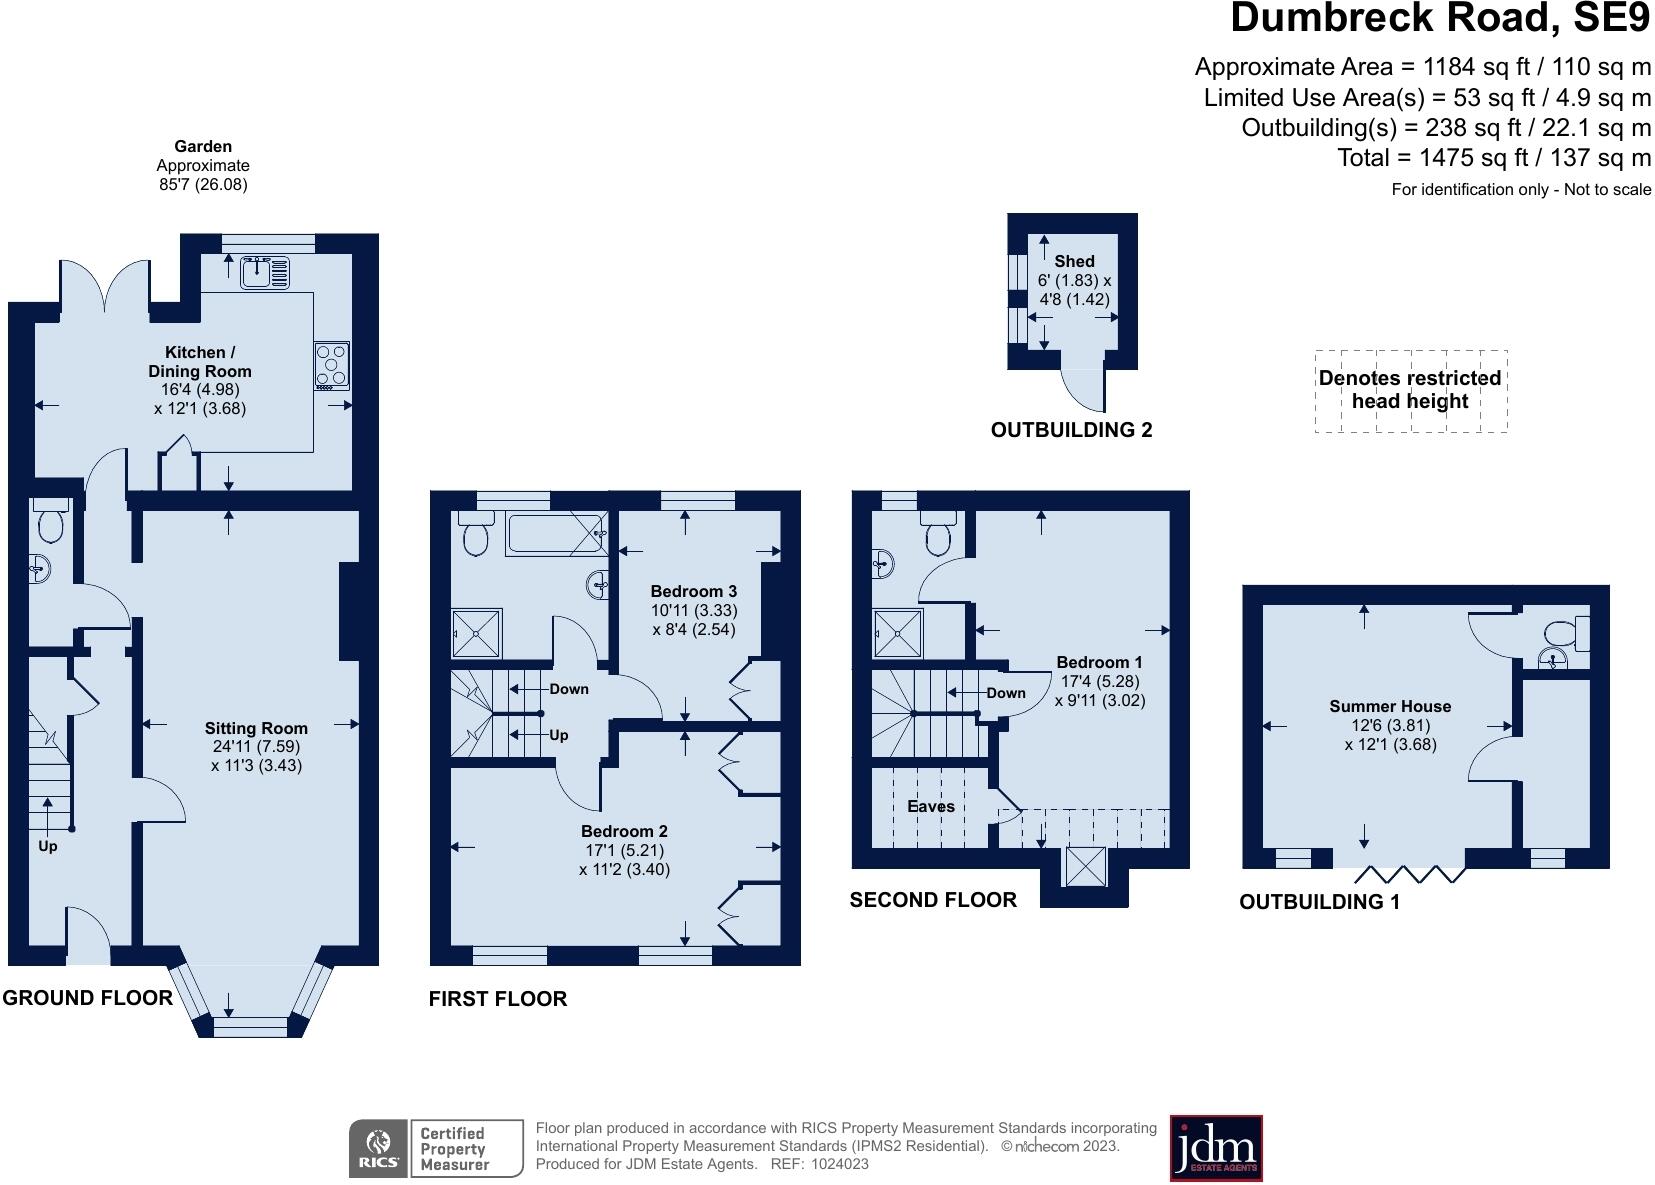 Dumbreck Road, SE9
Approximate Area = 1184 sq ft / 110 sq m
Limited Use Area(s) = 53 sq ft / 4.9 sq m
Outbuilding(s) = 238 sq ft / 22.1 sq m
Total = 1475 sq ft / 137 sq m
For identification only - Not to scale
Garden
Approximate
85'7 (26.08)
Kitchen /
Dining Room
16'4 (4.98)
x 12'1 (3.68)
Sitting Room
24'11 (7.59)
x 11'3 (3.43)
Up
GROUND FLOOR
Bedroom 3
10'11 (3.33)
x 8'4 (2.54)
Down
Up
Bedroom 2
17'1 (5.21)
x 11'2 (3.40)
FIRST FLOOR
Bedroom 1
17'4 (5.28)
x 9'11 (3.02)
Down
Eaves
SECOND FLOOR
Shed
6' (1.83) x
4'8 (1.42)
OUTBUILDING 2
Denotes restricted
head height
Summer House
12'6 (3.81)
x 12'1 (3.68)
OUTBUILDING 1
RICS
Certified
Property
Measurer
Floor plan produced in accordance with RICS Property Measurement Standards incorporating
International Property Measurement Standards (IPMS2 Residential). © nichecom 2023.
Produced for JDM Estate Agents. REF: 1024023
jdm
ESTATE AGENTS